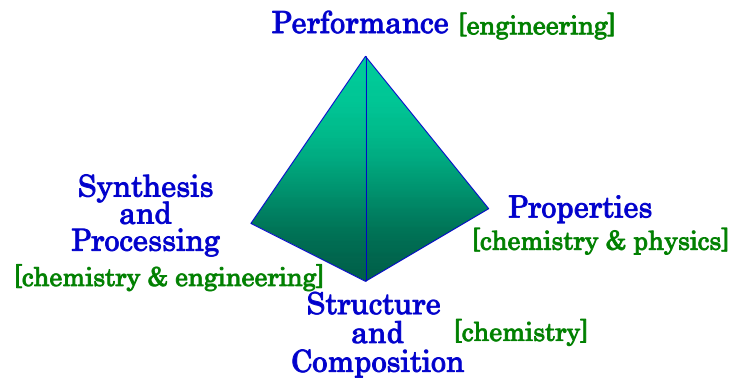 Performance [engineering]
Synthesis
and
Processing
[chemistry & engineering]
Properties
[chemistry & physics]
Structure
and
Composition
[chemistry]